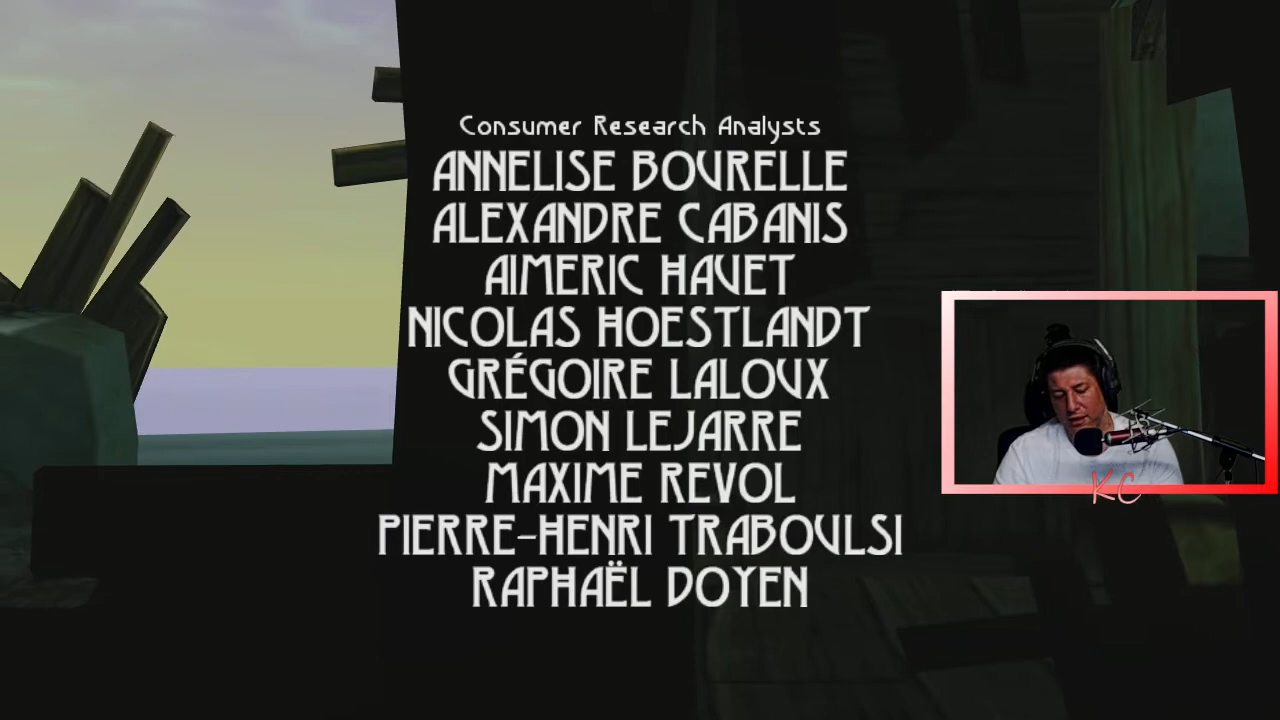 Consumer Research Analysts
ANNELISE BOURELLE
ALEXANDRE CABANIS
AIMERIC HAUET
NICOLAS HOESTLANDT
GRÉGOIRE LALOUX
SIMON LEJARRE
MAXIME REVOL
PIERRE-HENRI TRABOULSI
RAPHAËL DOYEN
KC